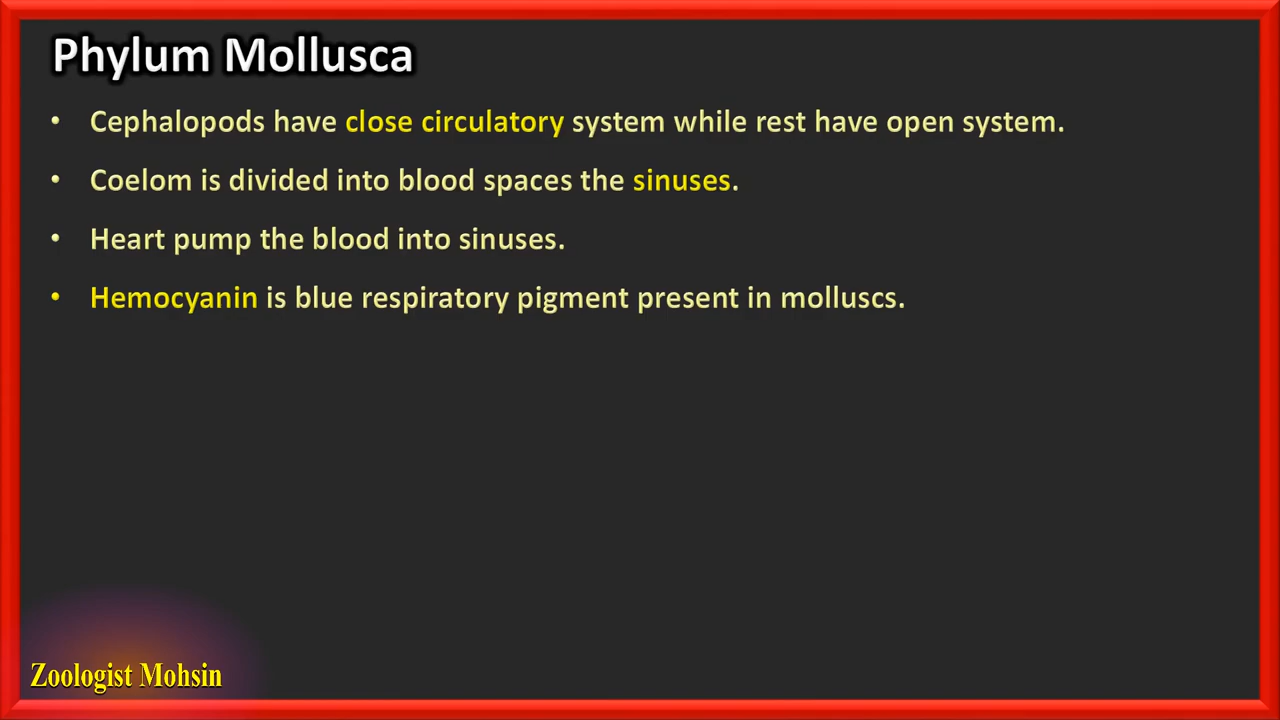 Phylum Mollusca
• Cephalopods have close circulatory system while rest have open system.
• Coelom is divided into blood spaces the sinuses.
• Heart pump the blood into sinuses.
• Hemocyanin is blue respiratory pigment present in molluscs.
Zoologist Mohsin